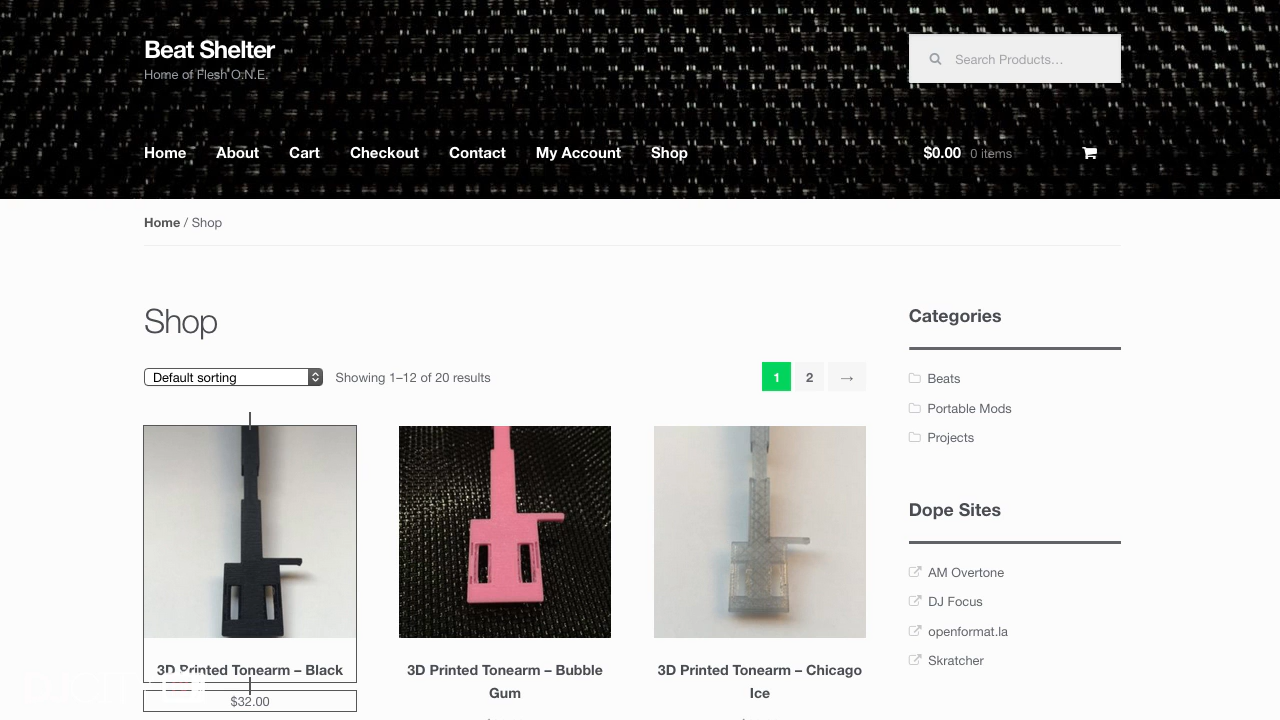 Beat Shelter
Home of Flesh O.N.E.
Search Products…
Home About Cart Checkout Contact My Account Shop
$0.00 0 items
Home / Shop
Shop
Default sorting
Showing 1–12 of 20 results
1 2 →
3D Printed Tonearm – Black
$32.00
3D Printed Tonearm – Bubble
Gum
3D Printed Tonearm – Chicago
Ice
Categories
Beats
Portable Mods
Projects
Dope Sites
AM Overtone
DJ Focus
openformat.la
Skratcher